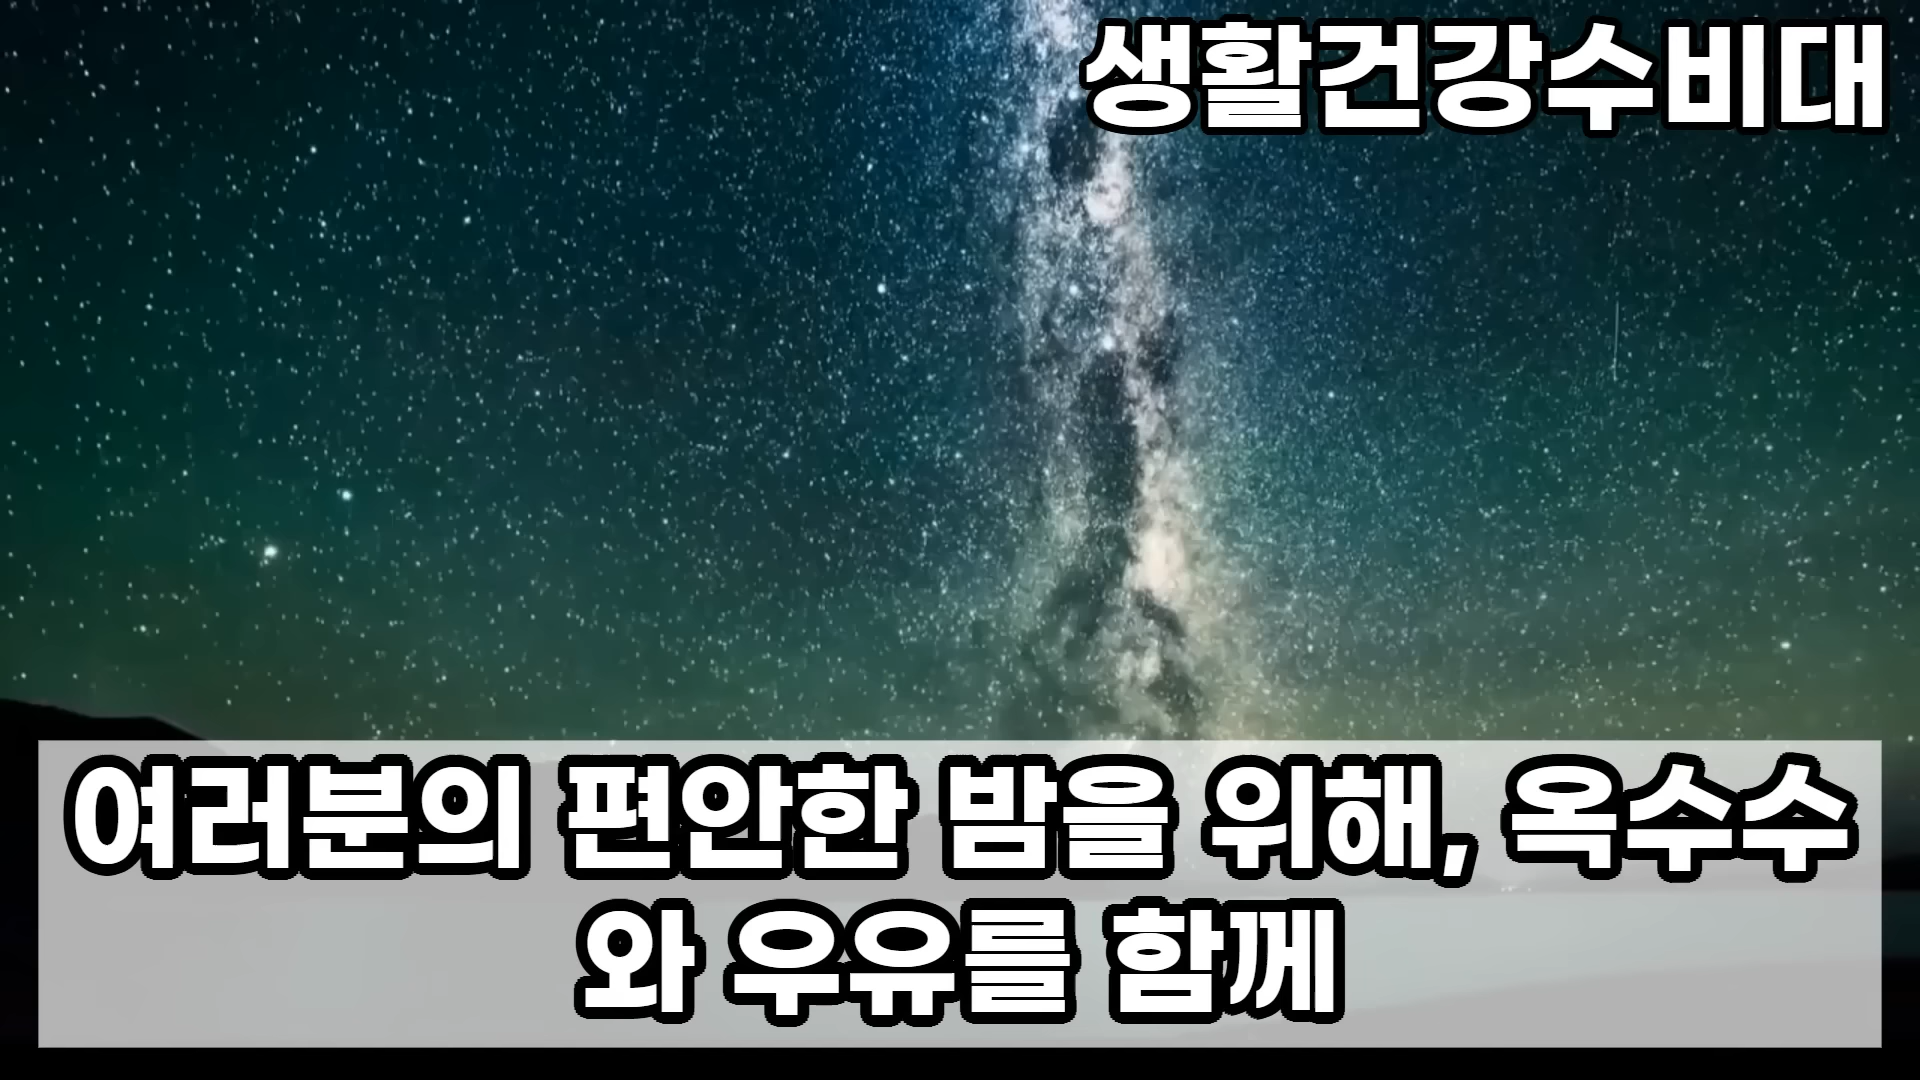 생활건강수비대
여러분의 편안한 밤을 위해, 옥수수
와 우유를 함께